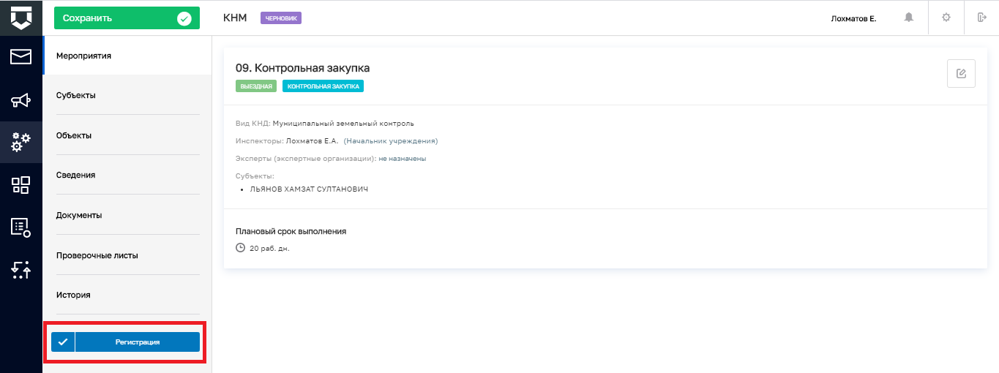 Сохранить
КНМ
ЧЕРНОВИК
Лохматов Е.
Мероприятия
Субъекты
Объекты
Сведения
Документы
Проверочные листы
История
Регистрация
09. Контрольная закупка
ВЫЕЗДНАЯ
КОНТРОЛЬНАЯ ЗАКУПКА
Вид КНД: Муниципальный земельный контроль
Инспекторы: Лохматов Е.А. (Начальник учреждения)
Эксперты (экспертные организации): не назначены
Субъекты:
• ЛЬЯНОВ ХАМЗАТ СУЛТАНОВИЧ
Плановый срок выполнения
20 раб. дн.